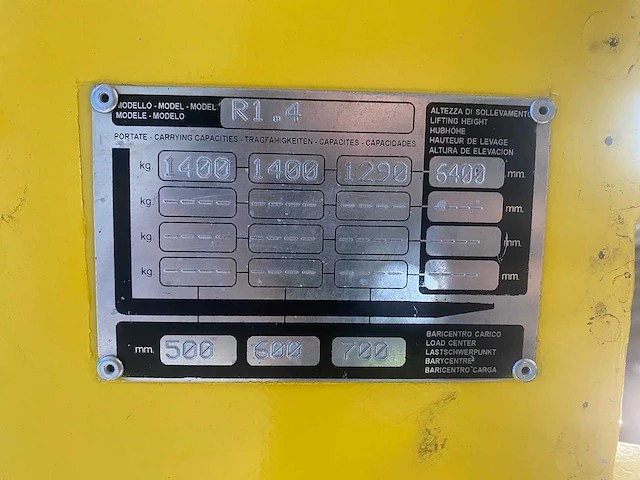 MODELLO - MODEL - MODEL
MODELE - MODELO
R1.4
PORTATE - CARRYING CAPACITIES - TRAGFAHIGKEITEN - CAPACITES - CAPACIDADES
ALTEZZA DI SOLLEVAMENTO
LIFTING HEIGHT
HUBHÖHE
HAUTEUR DE LEVAGE
ALTURA DE ELEVACION
kg. 1400 1400 1290 6400 mm.
kg. ---- ---- ---- mm.
kg. ---- ---- ---- ---- mm.
kg. ---- ---- ---- ---- mm.
mm. 500 600 700
BARICENTRO CARICO
LOAD CENTER
LASTSCHWERPUNKT
BARYCENTRE
BARICENTRO CARGA